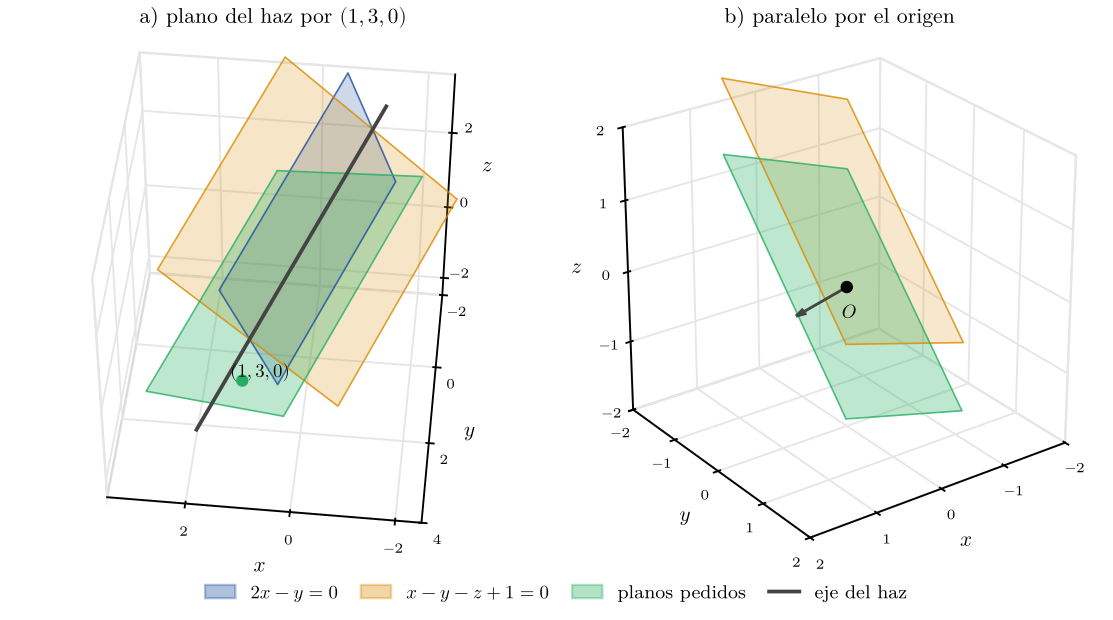 a) plano del haz por (1, 3, 0)
2
z
0
−2
−2
0
y
2
(1, 3, 0)
2
0
−2
4
x
b) paralelo por el origen
2
1
z
0
−1
−2
−2
−1
0
y
1
2
2
1
0
x
−1
−2
O
2x − y = 0
x − y − z + 1 = 0
planos pedidos
eje del haz